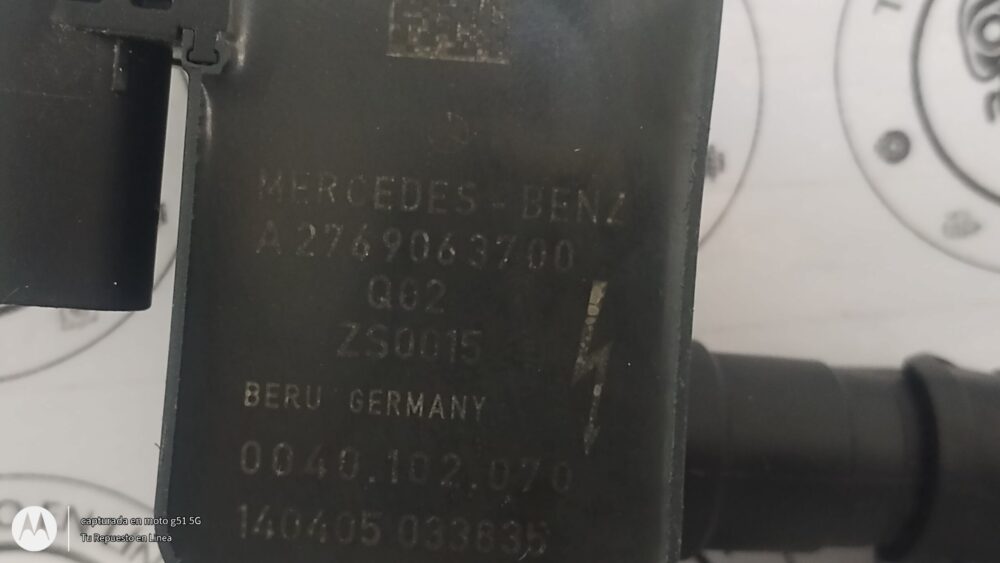 MERCEDES-BENZ
A2769063700
Q02
ZS0015
BERU GERMANY
0040.102.070
140405 033835
capturada en moto g51 5G
Tu Repuesto en Linea